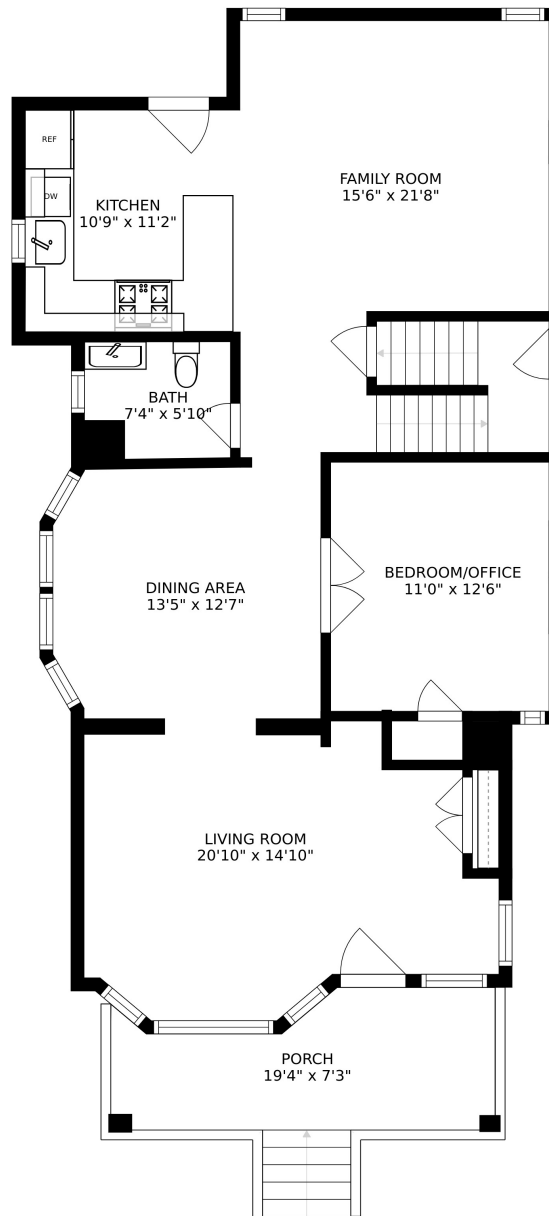 REF
DW
KITCHEN
10'9" x 11'2"
FAMILY ROOM
15'6" x 21'8"
BATH
7'4" x 5'10"
DINING AREA
13'5" x 12'7"
BEDROOM/OFFICE
11'0" x 12'6"
LIVING ROOM
20'10" x 14'10"
PORCH
19'4" x 7'3"